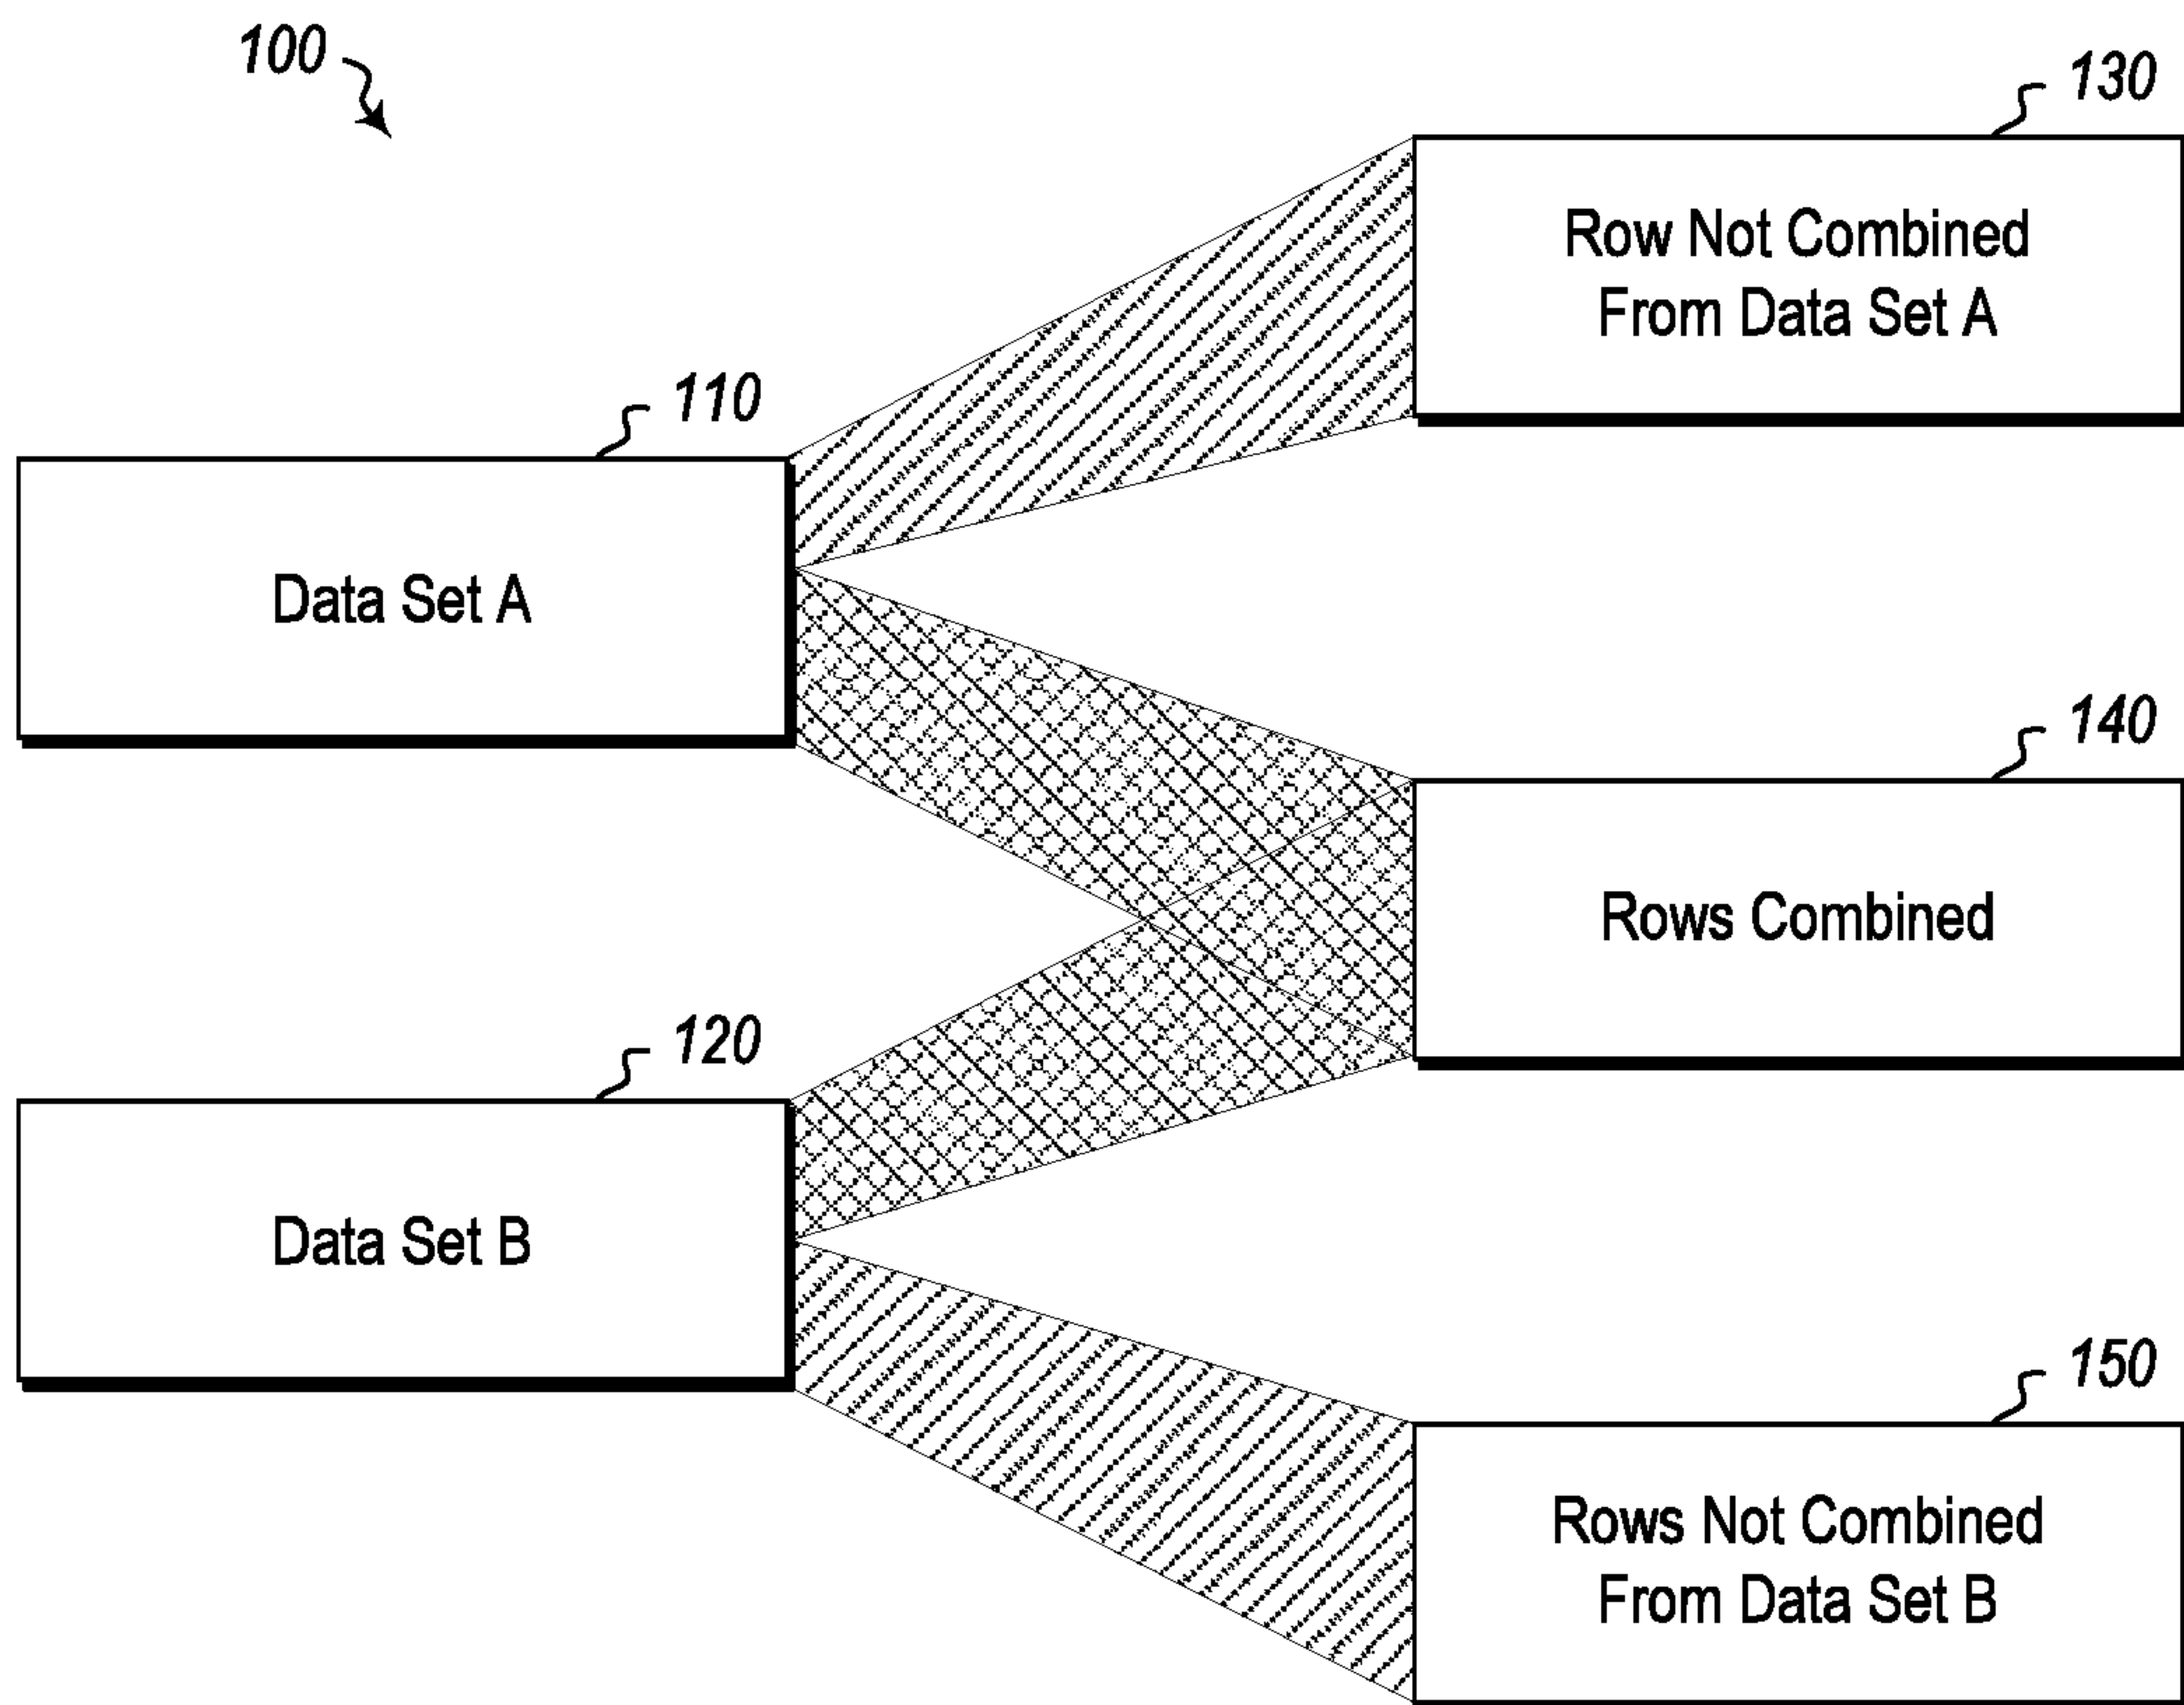 100
130
Row Not Combined
From Data Set A
110
Data Set A
140
Rows Combined
120
Data Set B
150
Rows Not Combined
From Data Set B